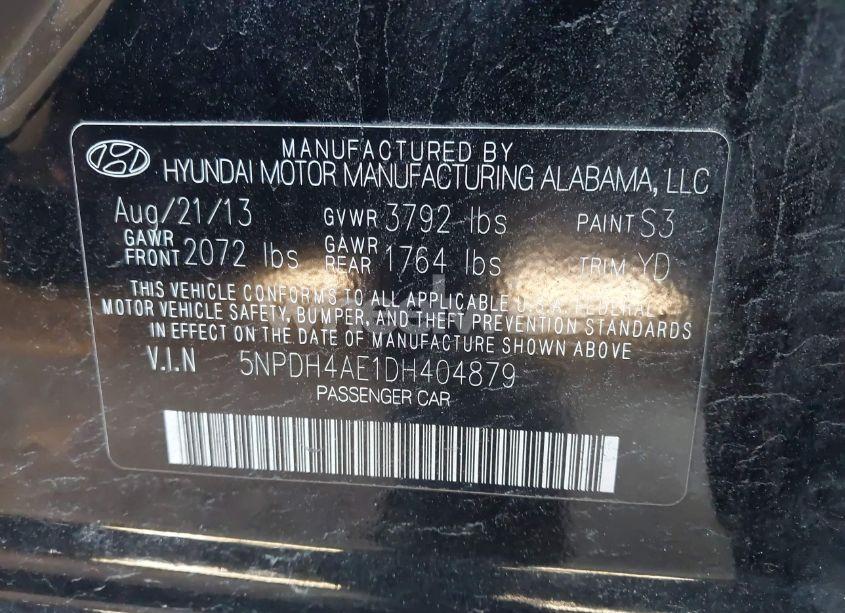 MANUFACTURED BY
HYUNDAI MOTOR MANUFACTURING ALABAMA, LLC
Aug/21/13 GVWR 3792 lbs PAINT S3
GAWR FRONT 2072 lbs GAWR REAR 1764 lbs TRIM YD
THIS VEHICLE CONFORMS TO ALL APPLICABLE U.S.A. FEDERAL
MOTOR VEHICLE SAFETY, BUMPER, AND THEFT PREVENTION STANDARDS
IN EFFECT ON THE DATE OF MANUFACTURE SHOWN ABOVE
V.I.N 5NPDH4AE1DH404879
PASSENGER CAR